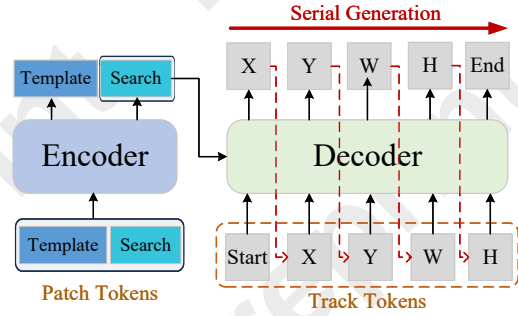 Serial Generation
X Y W H End
Template Search
Encoder
Decoder
Template Search
Start X Y W H
Patch Tokens
Track Tokens